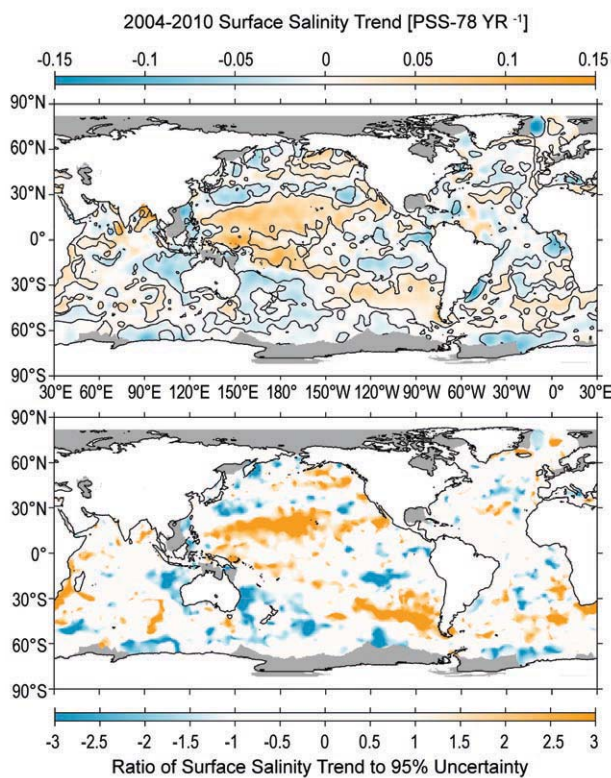 2004-2010 Surface Salinity Trend [PSS-78 YR ⁻¹]
-0.15 -0.1 -0.05 0 0.05 0.1 0.15
90°N
60°N
30°N
0°
30°S
60°S
90°S
30°E 60°E 90°E 120°E 150°E 180°E 150°W 120°W 90°W 60°W 30°W 0° 30°E
90°N
60°N
30°N
0°
30°S
60°S
90°S
-3 -2.5 -2 -1.5 -1 -0.5 0 0.5 1 1.5 2 2.5 3
Ratio of Surface Salinity Trend to 95% Uncertainty